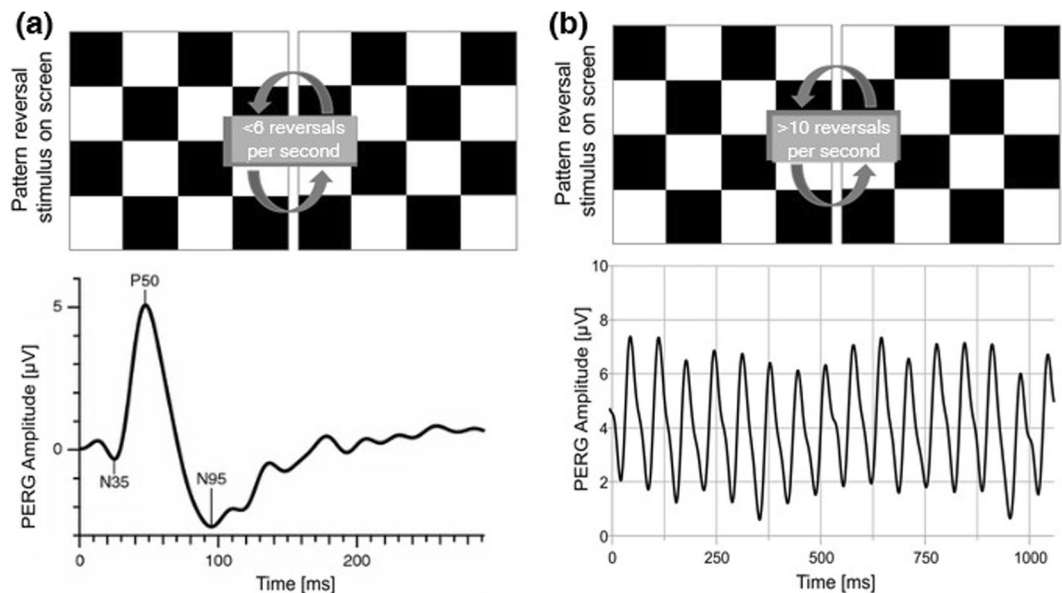 (a)
Pattern reversal
stimulus on screen
<6 reversals
per second
PERG Amplitude [µV]
5
0
P50
N35
N95
0
100
200
Time [ms]
(b)
Pattern reversal
stimulus on screen
>10 reversals
per second
PERG Amplitude [µV]
10
8
6
4
2
0
0
250
500
750
1000
Time [ms]